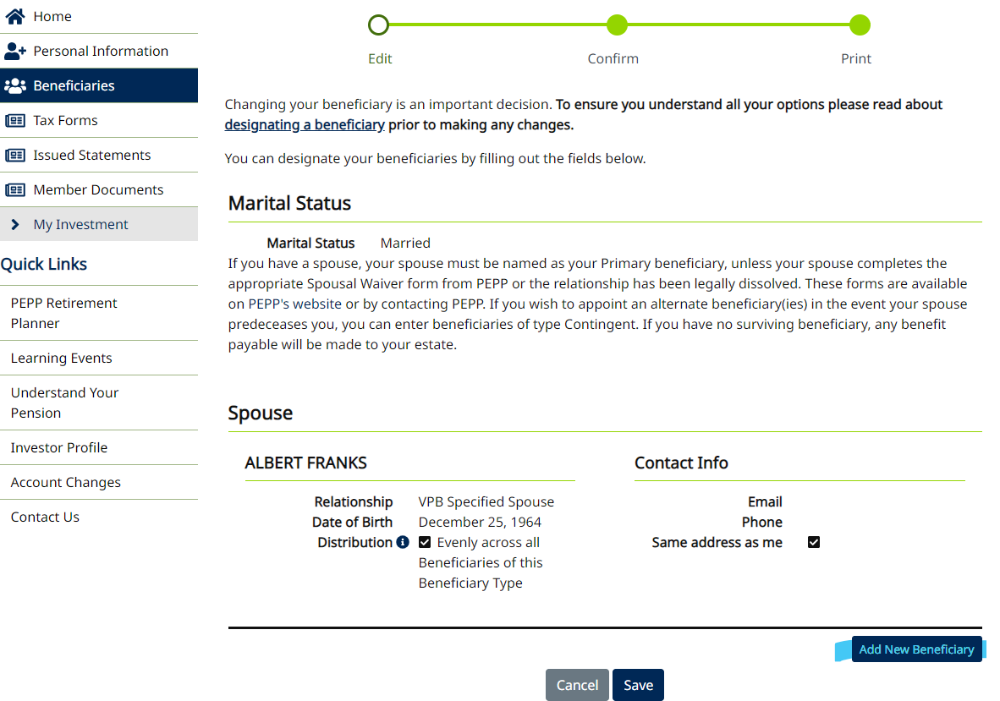 Home
Personal Information
Beneficiaries
Tax Forms
Issued Statements
Member Documents
My Investment
Quick Links
PEPP Retirement
Planner
Learning Events
Understand Your
Pension
Investor Profile
Account Changes
Contact Us
Edit
Confirm
Print
Changing your beneficiary is an important decision. To ensure you understand all your options please read about
designating a beneficiary prior to making any changes.
You can designate your beneficiaries by filling out the fields below.
Marital Status
Marital Status Married
If you have a spouse, your spouse must be named as your Primary beneficiary, unless your spouse completes the
appropriate Spousal Waiver form from PEPP or the relationship has been legally dissolved. These forms are available
on PEPP's website or by contacting PEPP. If you wish to appoint an alternate beneficiary(ies) in the event your spouse
predeceases you, you can enter beneficiaries of type Contingent. If you have no surviving beneficiary, any benefit
payable will be made to your estate.
Spouse
ALBERT FRANKS
Relationship VPB Specified Spouse
Date of Birth December 25, 1964
Distribution Evenly across all
Beneficiaries of this
Beneficiary Type
Contact Info
Email
Phone
Same address as me
Add New Beneficiary
Cancel
Save